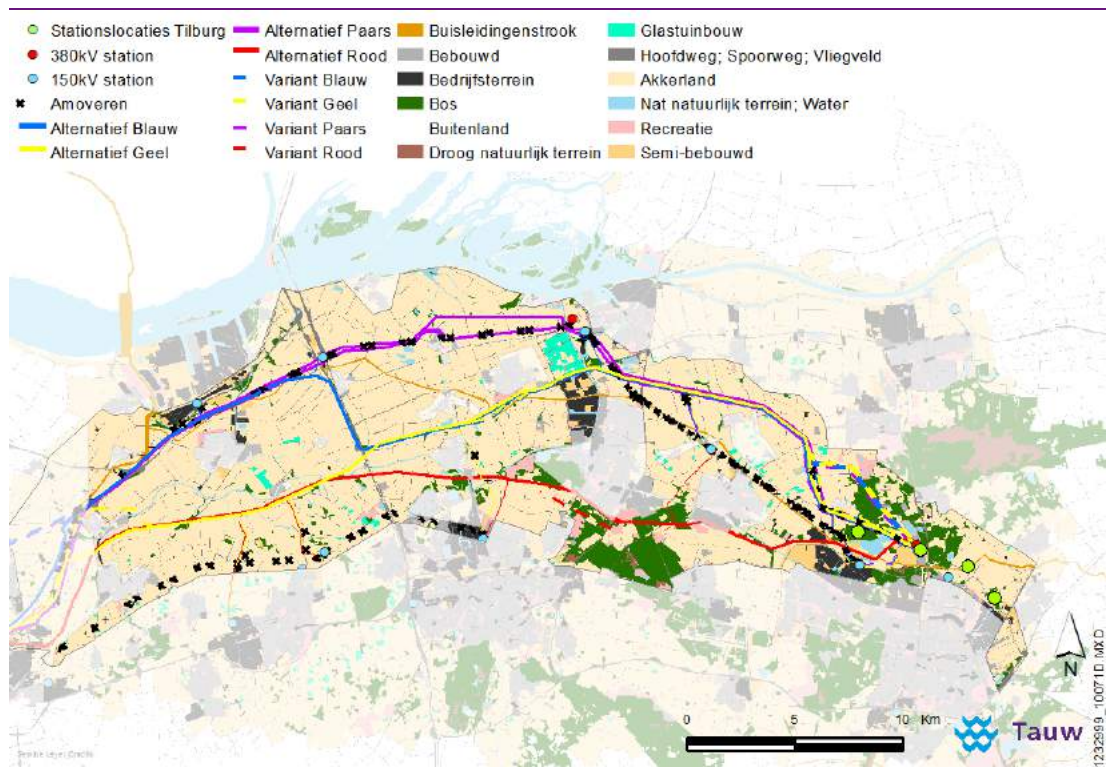 Stationslocaties Tilburg
380kV station
150kV station
Amoveren
Alternatief Blauw
Alternatief Geel
Alternatief Paars
Alternatief Rood
Variant Blauw
Variant Geel
Variant Paars
Variant Rood
Buisleidingenstrook
Bebouwd
Bedrijfsterrein
Bos
Buitenland
Droog natuurlijk terrein
Glastuinbouw
Hoofdweg; Spoorweg; Vliegveld
Akkerland
Nat natuurlijk terrein; Water
Recreatie
Semi-bebouwd
N
0 5 10 Km
Tauw
1232999_10071D.MXD